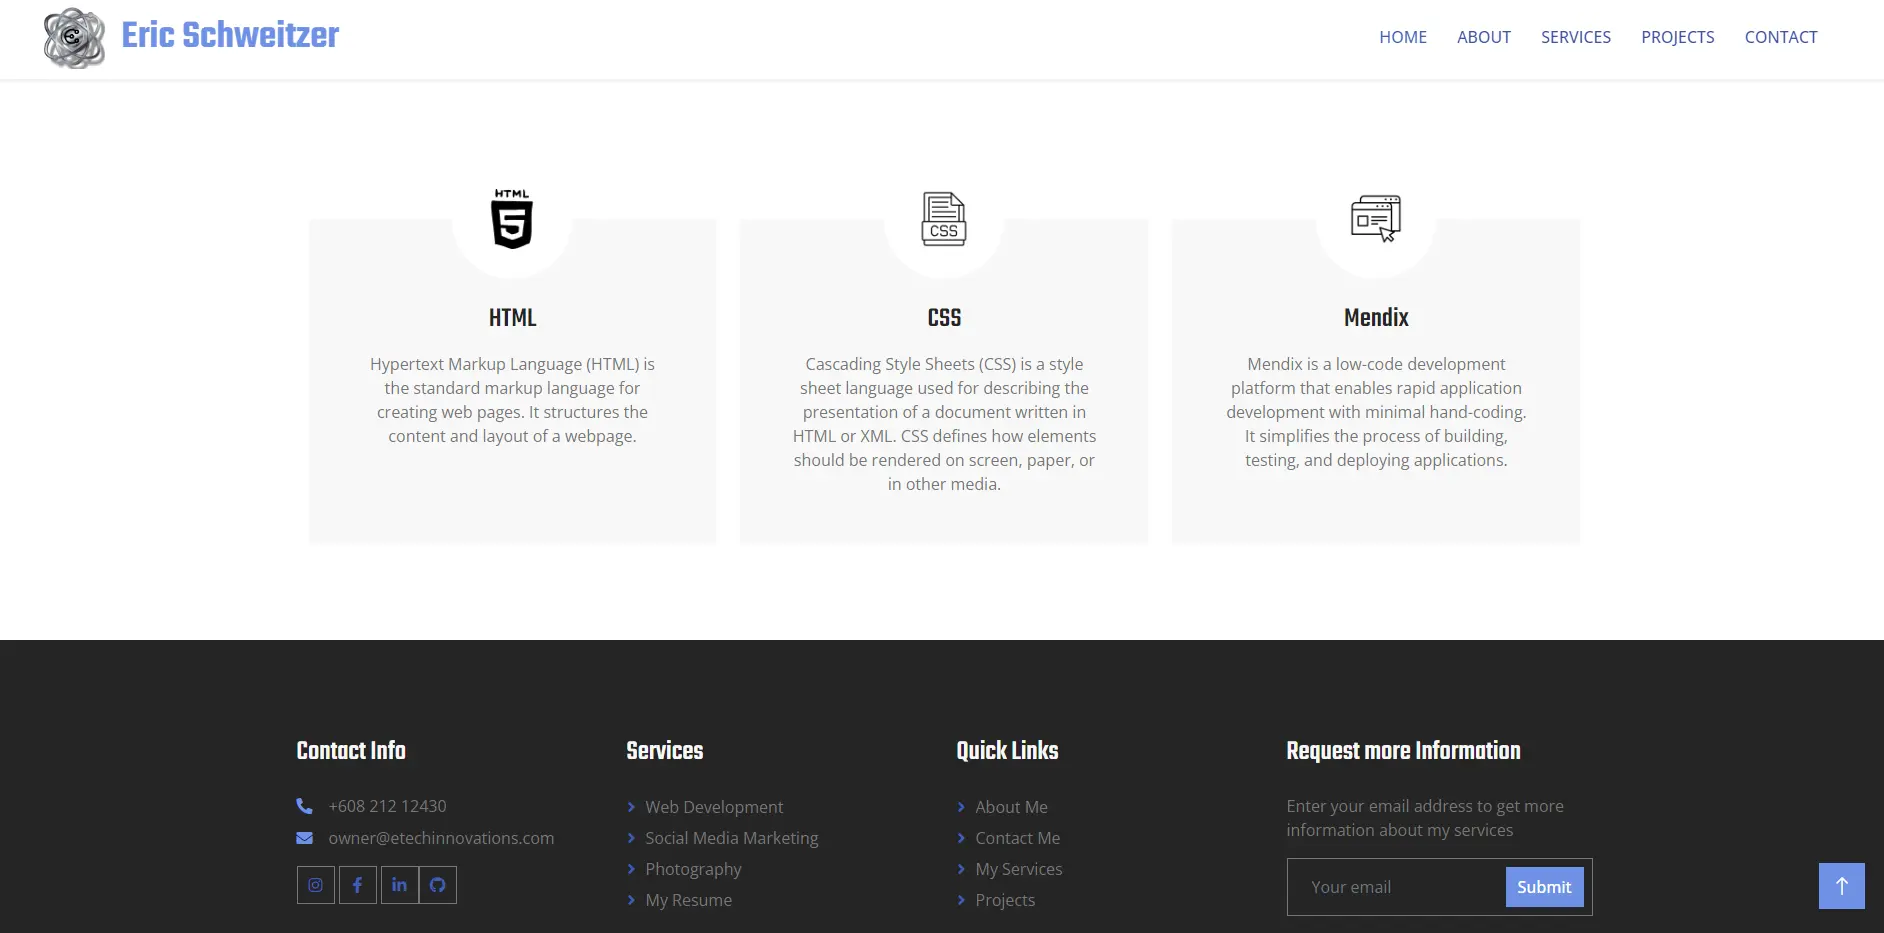 Eric Schweitzer
HOME ABOUT SERVICES PROJECTS CONTACT
HTML
5
HTML
Hypertext Markup Language (HTML) is
the standard markup language for
creating web pages. It structures the
content and layout of a webpage.
CSS
CSS
Cascading Style Sheets (CSS) is a style
sheet language used for describing the
presentation of a document written in
HTML or XML. CSS defines how elements
should be rendered on screen, paper, or
in other media.
Mendix
Mendix is a low-code development
platform that enables rapid application
development with minimal hand-coding.
It simplifies the process of building,
testing, and deploying applications.
Contact Info
+608 212 12430
owner@etechinnovations.com
Services
Web Development
Social Media Marketing
Photography
My Resume
Quick Links
About Me
Contact Me
My Services
Projects
Request more Information
Enter your email address to get more
information about my services
Your email
Submit